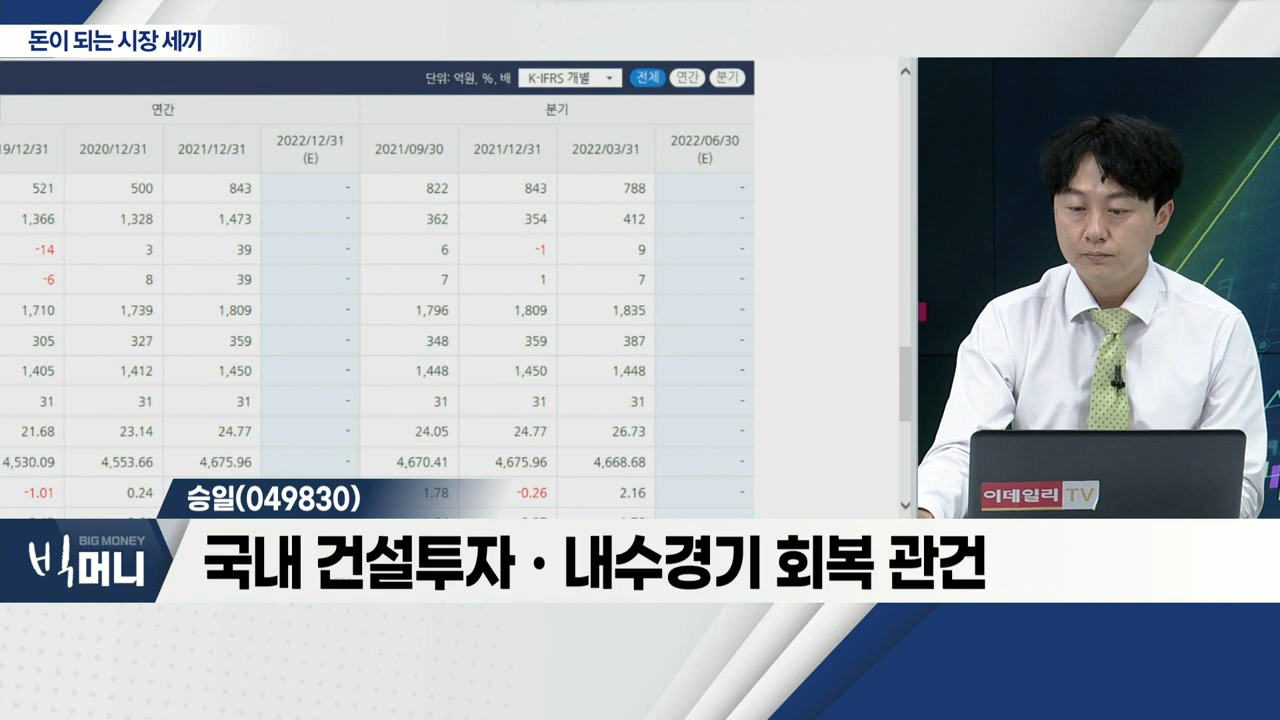 돈이 되는 시장 세끼
단위: 억원, %, 배 K-IFRS 개별 전체 연간 분기
연간 분기
19/12/31 2020/12/31 2021/12/31 2022/12/31 (E) 2021/09/30 2021/12/31 2022/03/31 2022/06/30 (E)
521 500 843 - 822 843 788 -
1,366 1,328 1,473 - 362 354 412 -
-14 3 39 - 6 -1 9 -
-6 8 39 - 7 1 7 -
1,710 1,739 1,809 - 1,796 1,809 1,835 -
305 327 359 - 348 359 387 -
1,405 1,412 1,450 - 1,448 1,450 1,448 -
31 31 31 - 31 31 31 -
21.68 23.14 24.77 - 24.05 24.77 26.73 -
4,530.09 4,553.66 4,675.96 - 4,670.41 4,675.96 4,668.68 -
-1.01 0.24 1.78 -0.26 2.16 -
승일(049830)
이데일리 TV
BIG MONEY
빅머니
국내 건설투자·내수경기 회복 관건